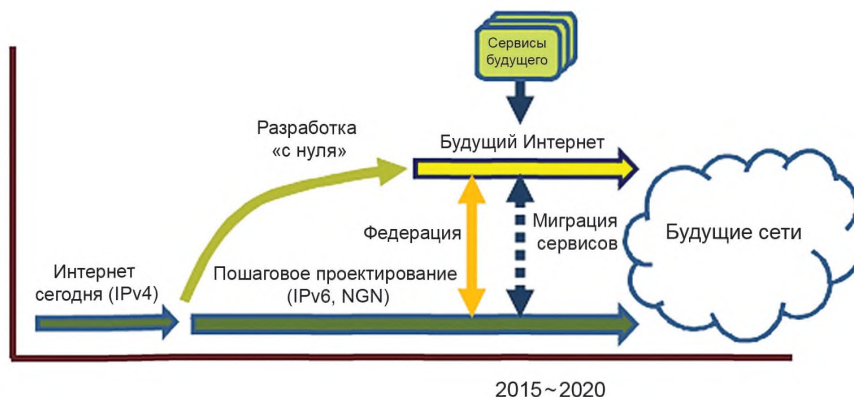 Сервисы
будущего
Разработка
«с нуля»
Будущий Интернет
Федерация
Миграция
сервисов
Будущие сети
Интернет
сегодня (IPv4)
Пошаговое проектирование
(IPv6, NGN)
2015~2020